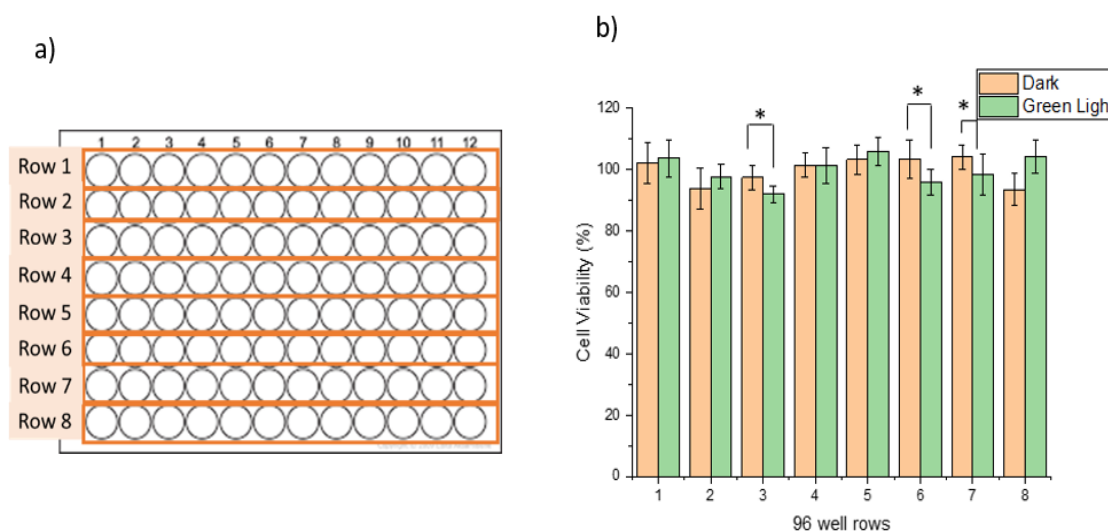 a)
1 2 3 4 5 6 7 8 9 10 11 12
Row 1
Row 2
Row 3
Row 4
Row 5
Row 6
Row 7
Row 8
b)
Dark
Green Light
* * *
120
100
80
60
40
20
0
Cell Viability (%)
1 2 3 4 5 6 7 8
96 well rows